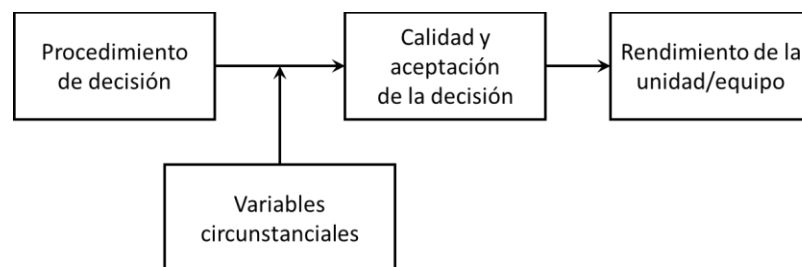 Procedimiento
de decisión
Calidad y
aceptación
de la decisión
Rendimiento de la
unidad/equipo
Variables
circunstanciales